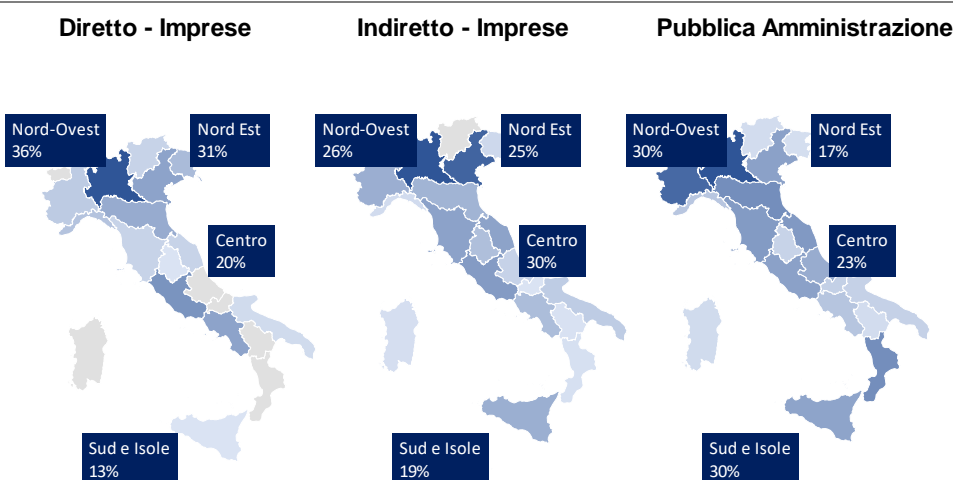 Diretto - Imprese
Nord-Ovest
36%
Nord Est
31%
Centro
20%
Sud e Isole
13%
Indiretto - Imprese
Nord-Ovest
26%
Nord Est
25%
Centro
30%
Sud e Isole
19%
Pubblica Amministrazione
Nord-Ovest
30%
Nord Est
17%
Centro
23%
Sud e Isole
30%